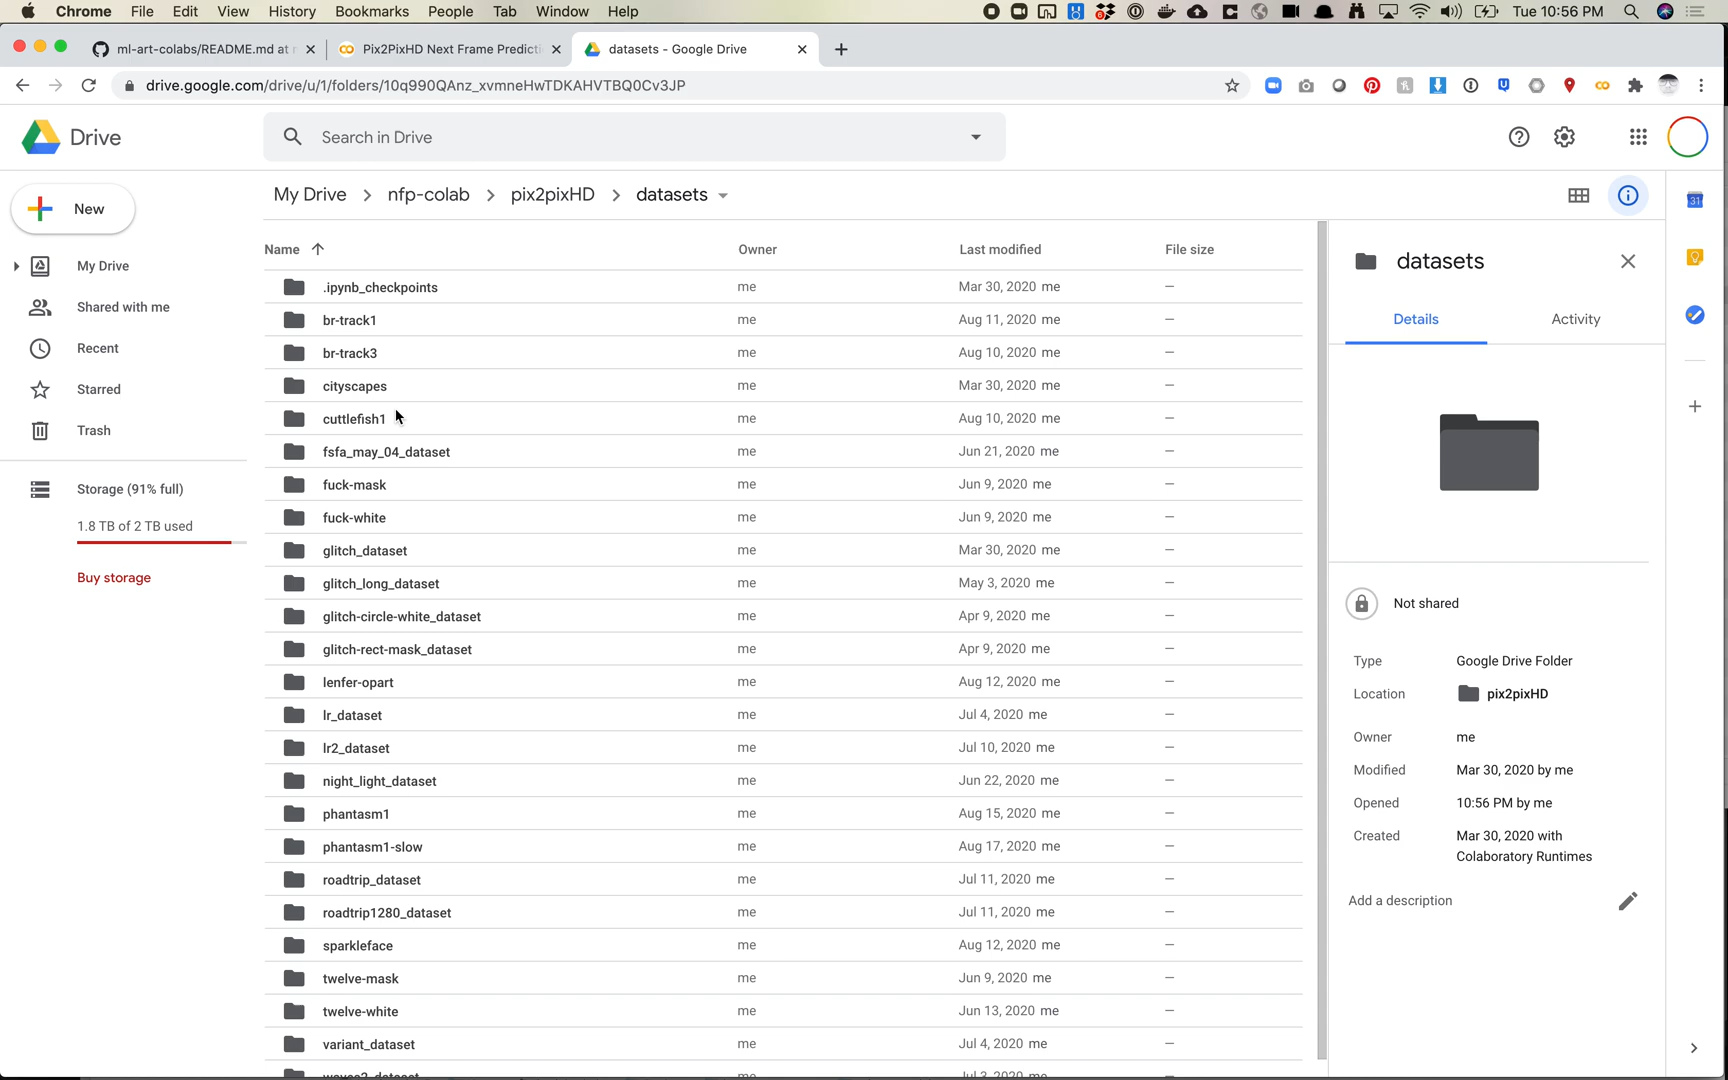 Chrome File Edit View History Bookmarks People Tab Window Help Tue 10:56 PM
ml-art-colabs/README.md at Pix2PixHD Next Frame Predicti datasets - Google Drive
drive.google.com/drive/u/1/folders/10q990QAnz_xvmneHwTDKAHVTBQ0Cv3JP
Drive Search in Drive
My Drive nfp-colab pix2pixHD datasets
New
My Drive
Shared with me
Recent
Starred
Trash
Storage (91% full)
1.8 TB of 2 TB used
Buy storage
Name Owner Last modified File size
.ipynb_checkpoints me Mar 30, 2020 me —
br-track1 me Aug 11, 2020 me —
br-track3 me Aug 10, 2020 me —
cityscapes me Mar 30, 2020 me —
cuttlefish1 me Aug 10, 2020 me —
fsfa_may_04_dataset me Jun 21, 2020 me —
fuck-mask me Jun 9, 2020 me —
fuck-white me Jun 9, 2020 me —
glitch_dataset me Mar 30, 2020 me —
glitch_long_dataset me May 3, 2020 me —
glitch-circle-white_dataset me Apr 9, 2020 me —
glitch-rect-mask_dataset me Apr 9, 2020 me —
lenfer-opart me Aug 12, 2020 me —
lr_dataset me Jul 4, 2020 me —
lr2_dataset me Jul 10, 2020 me —
night_light_dataset me Jun 22, 2020 me —
phantasm1 me Aug 15, 2020 me —
phantasm1-slow me Aug 17, 2020 me —
roadtrip_dataset me Jul 11, 2020 me —
roadtrip1280_dataset me Jul 11, 2020 me —
sparkleface me Aug 12, 2020 me —
twelve-mask me Jun 9, 2020 me —
twelve-white me Jun 13, 2020 me —
variant_dataset me Jul 4, 2020 me —
me Jul 3, 2020 me
datasets
Details Activity
Not shared
Type Google Drive Folder
Location pix2pixHD
Owner me
Modified Mar 30, 2020 by me
Opened 10:56 PM by me
Created Mar 30, 2020 with
Colaboratory Runtimes
Add a description
31